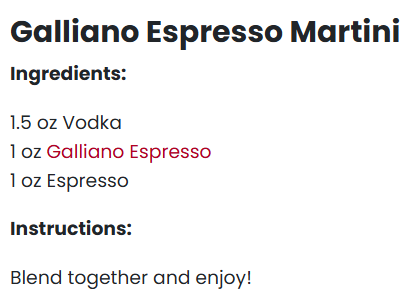 Galliano Espresso Martini
Ingredients:
1.5 oz Vodka
1 oz Galliano Espresso
1 oz Espresso
Instructions:
Blend together and enjoy!